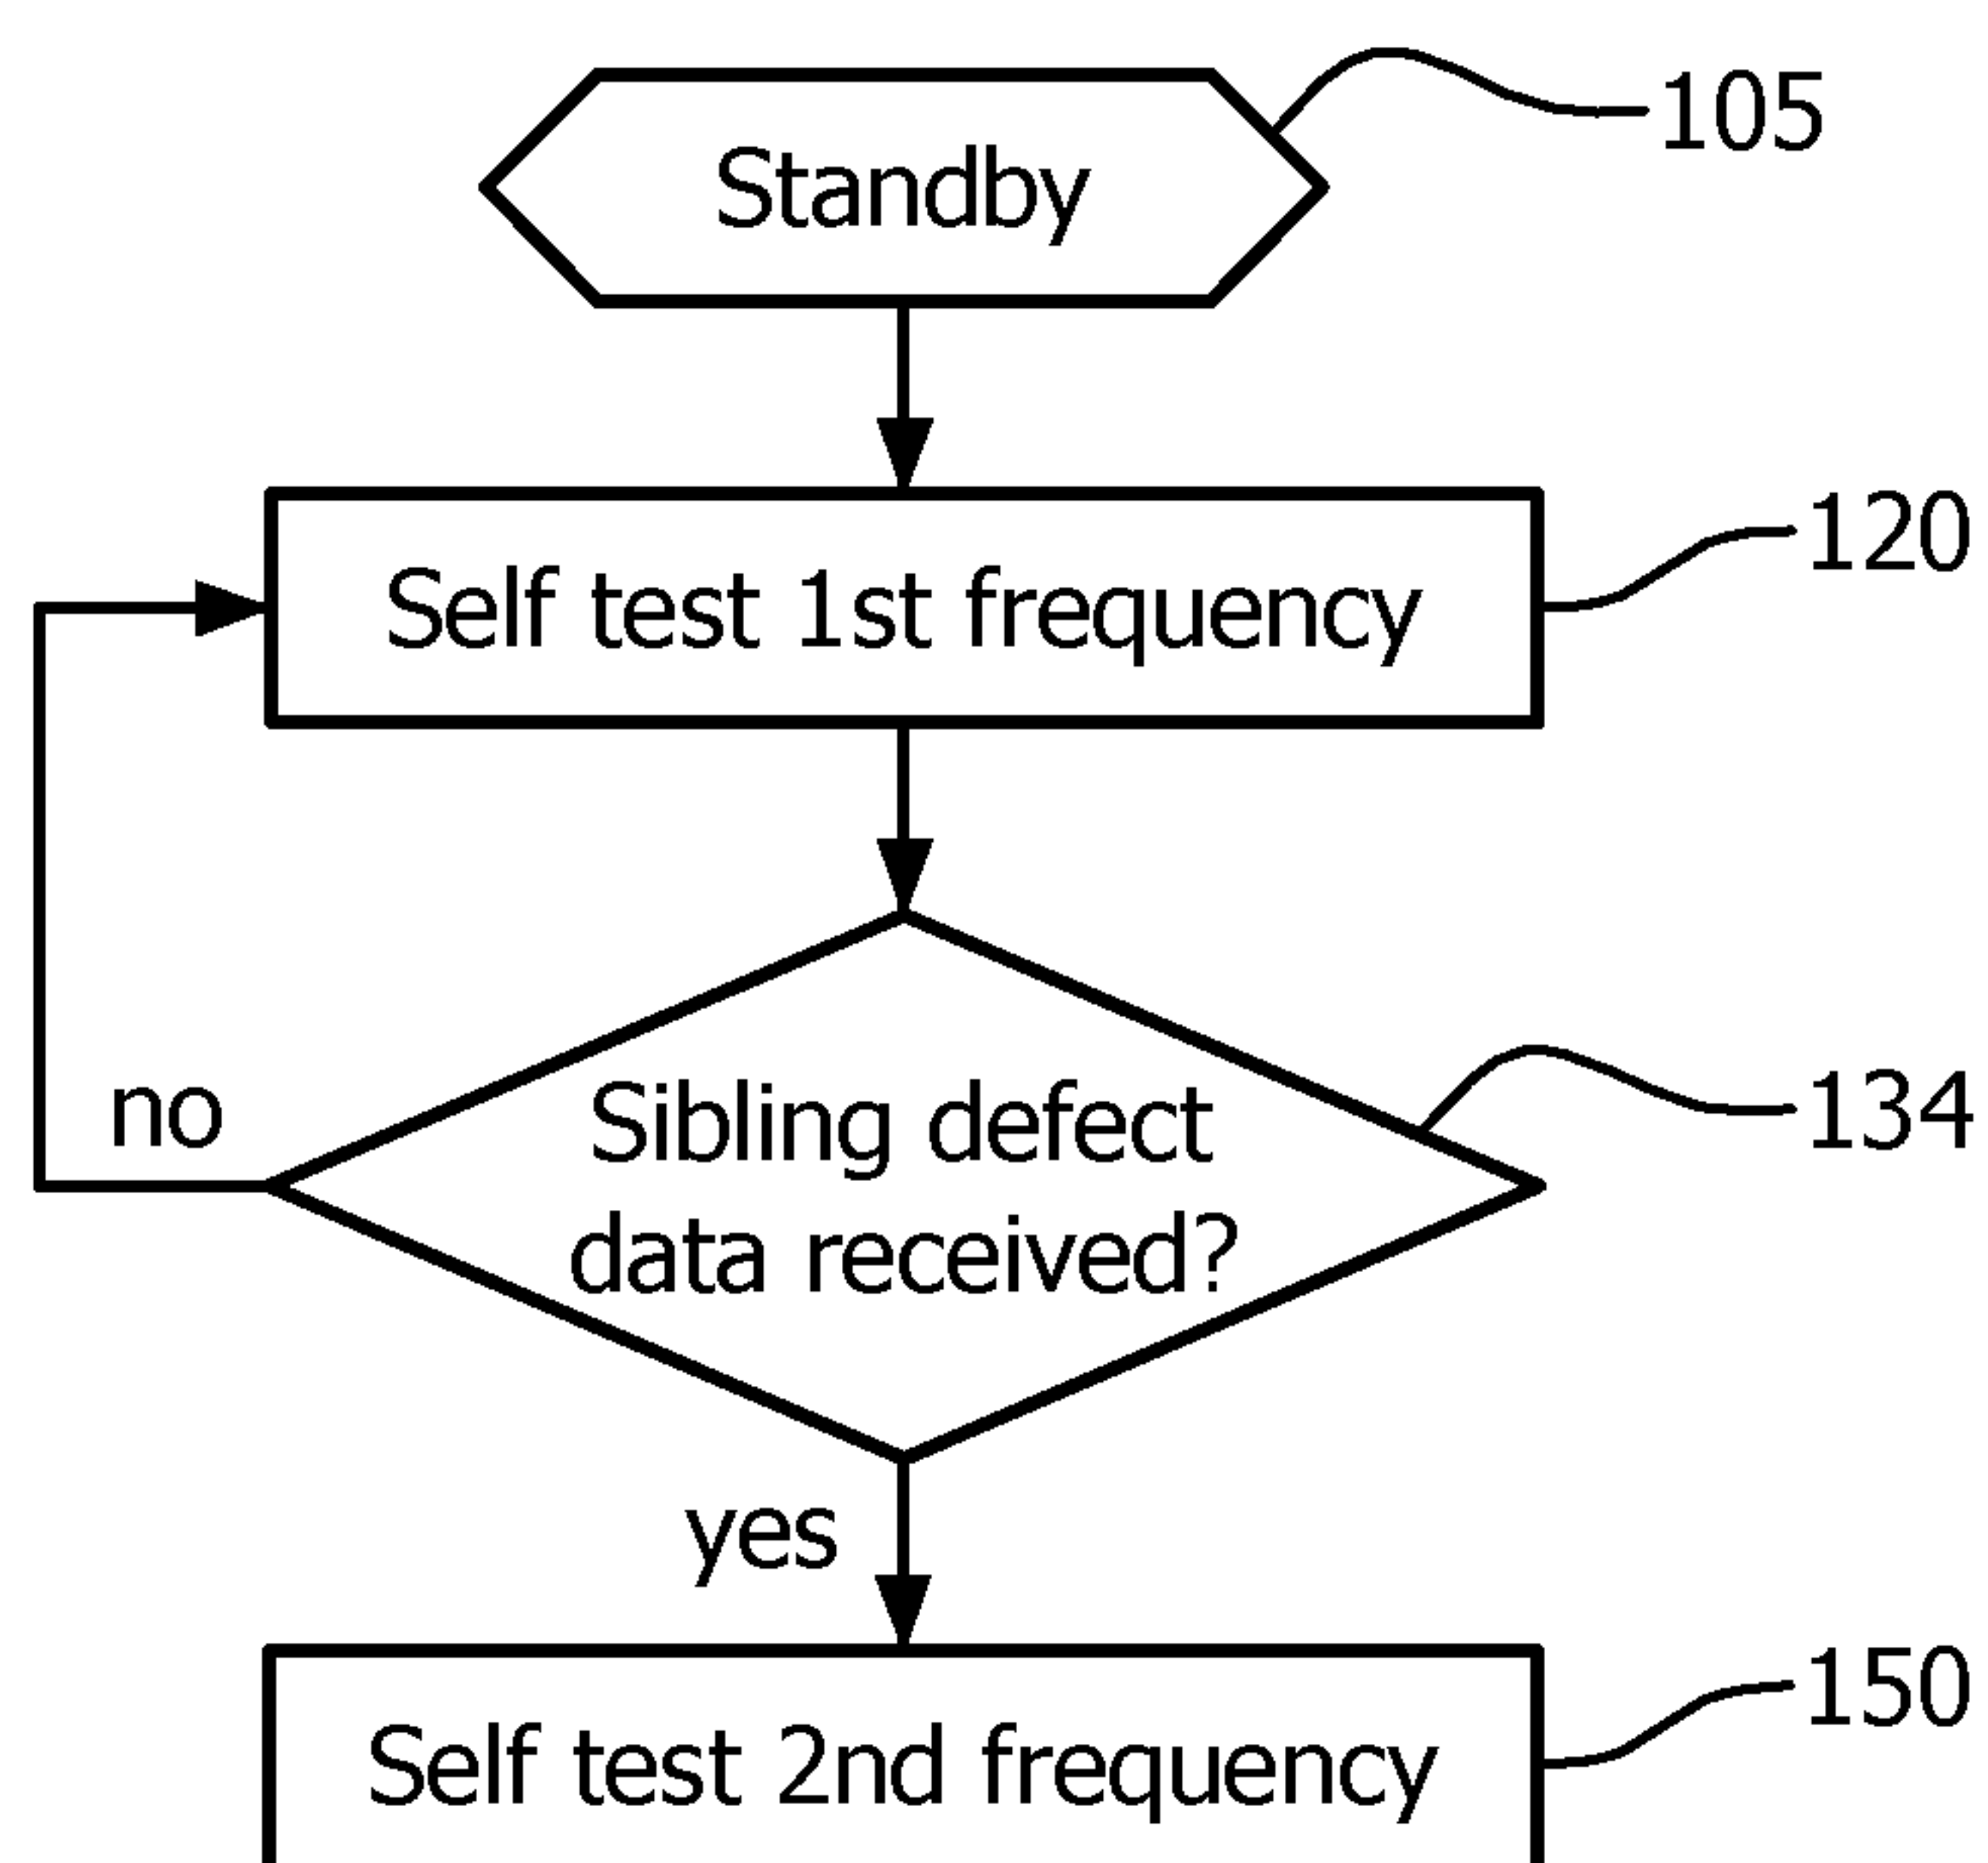 Standby
105
Self test 1st frequency
120
no
Sibling defect
data received?
134
yes
Self test 2nd frequency
150